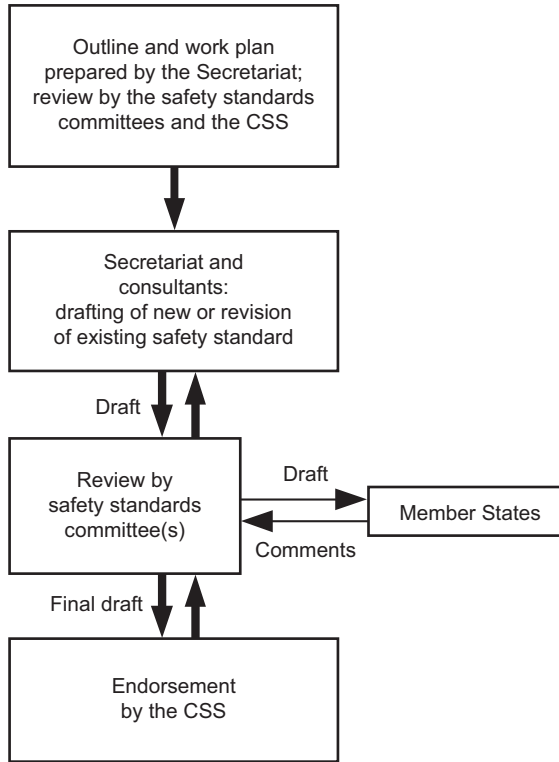 Outline and work plan
prepared by the Secretariat;
review by the safety standards
committees and the CSS
Secretariat and
consultants:
drafting of new or revision
of existing safety standard
Draft
Review by
safety standards
committee(s)
Draft
Member States
Comments
Final draft
Endorsement
by the CSS